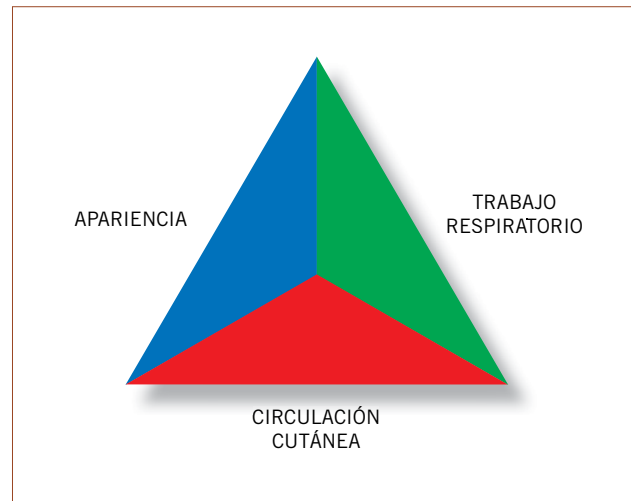 APARIENCIA
TRABAJO
RESPIRATORIO
CIRCULACIÓN
CUTÁNEA